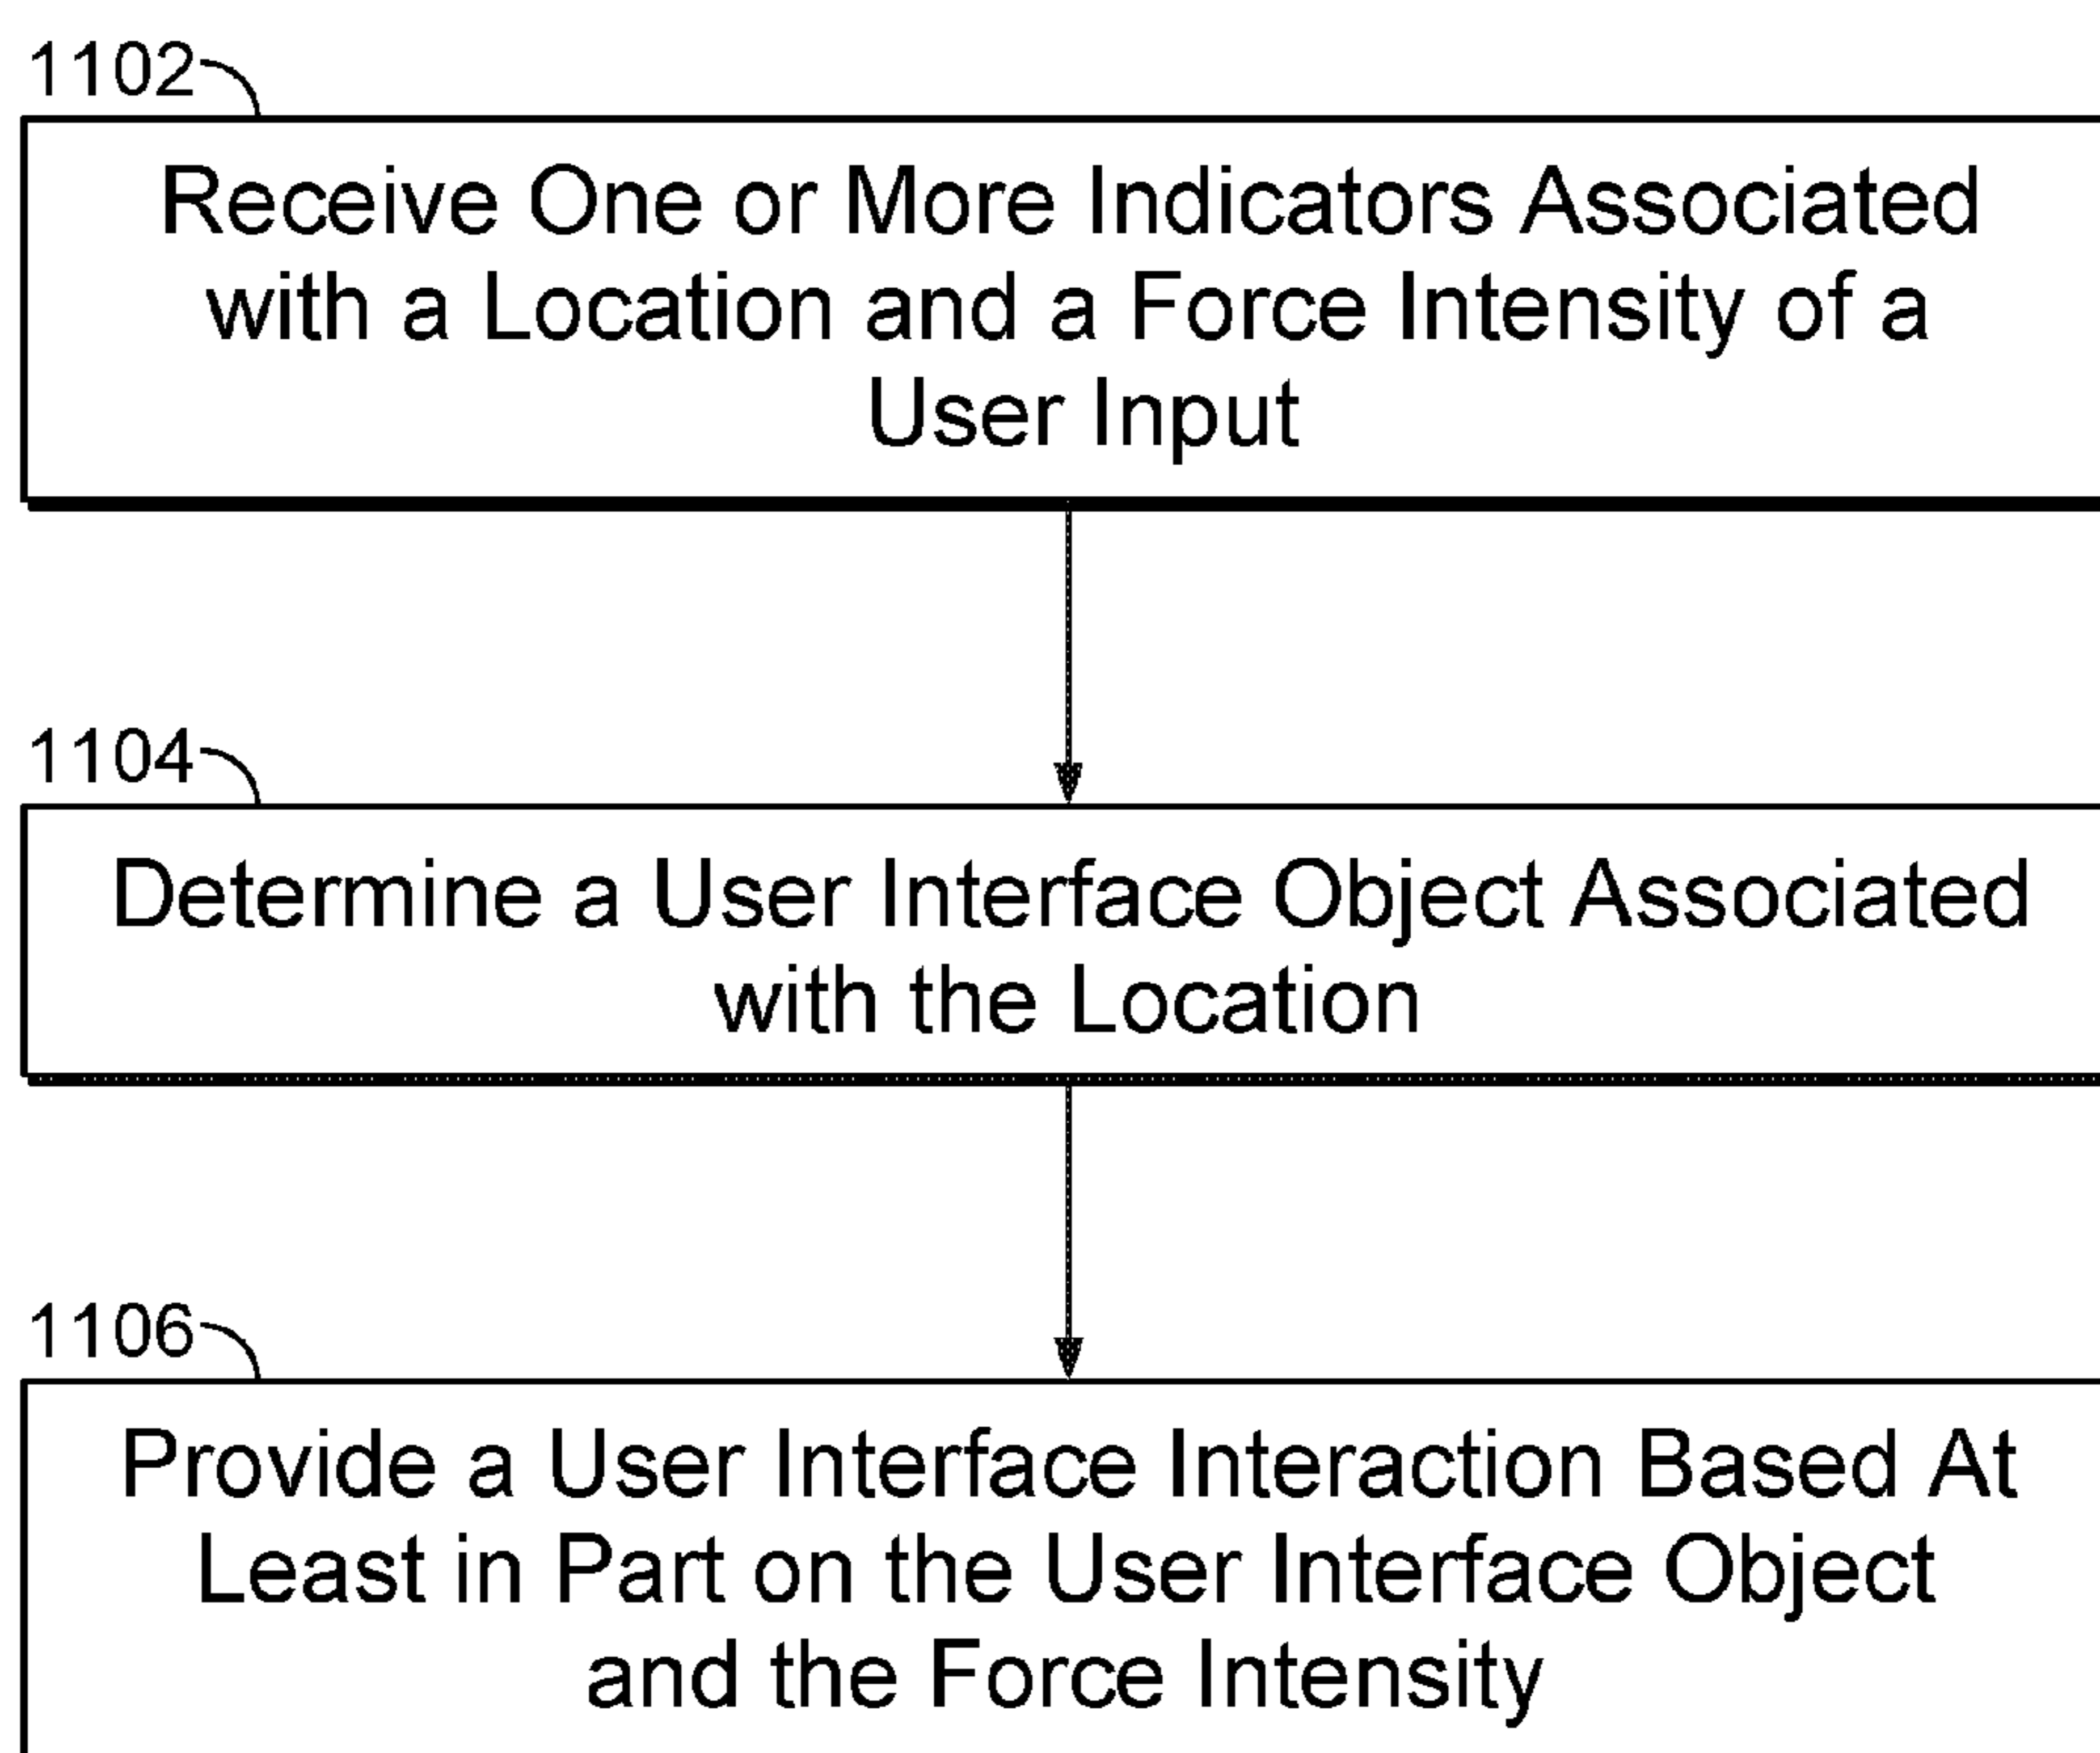 1102
Receive One or More Indicators Associated
with a Location and a Force Intensity of a
User Input
1104
Determine a User Interface Object Associated
with the Location
1106
Provide a User Interface Interaction Based At
Least in Part on the User Interface Object
and the Force Intensity